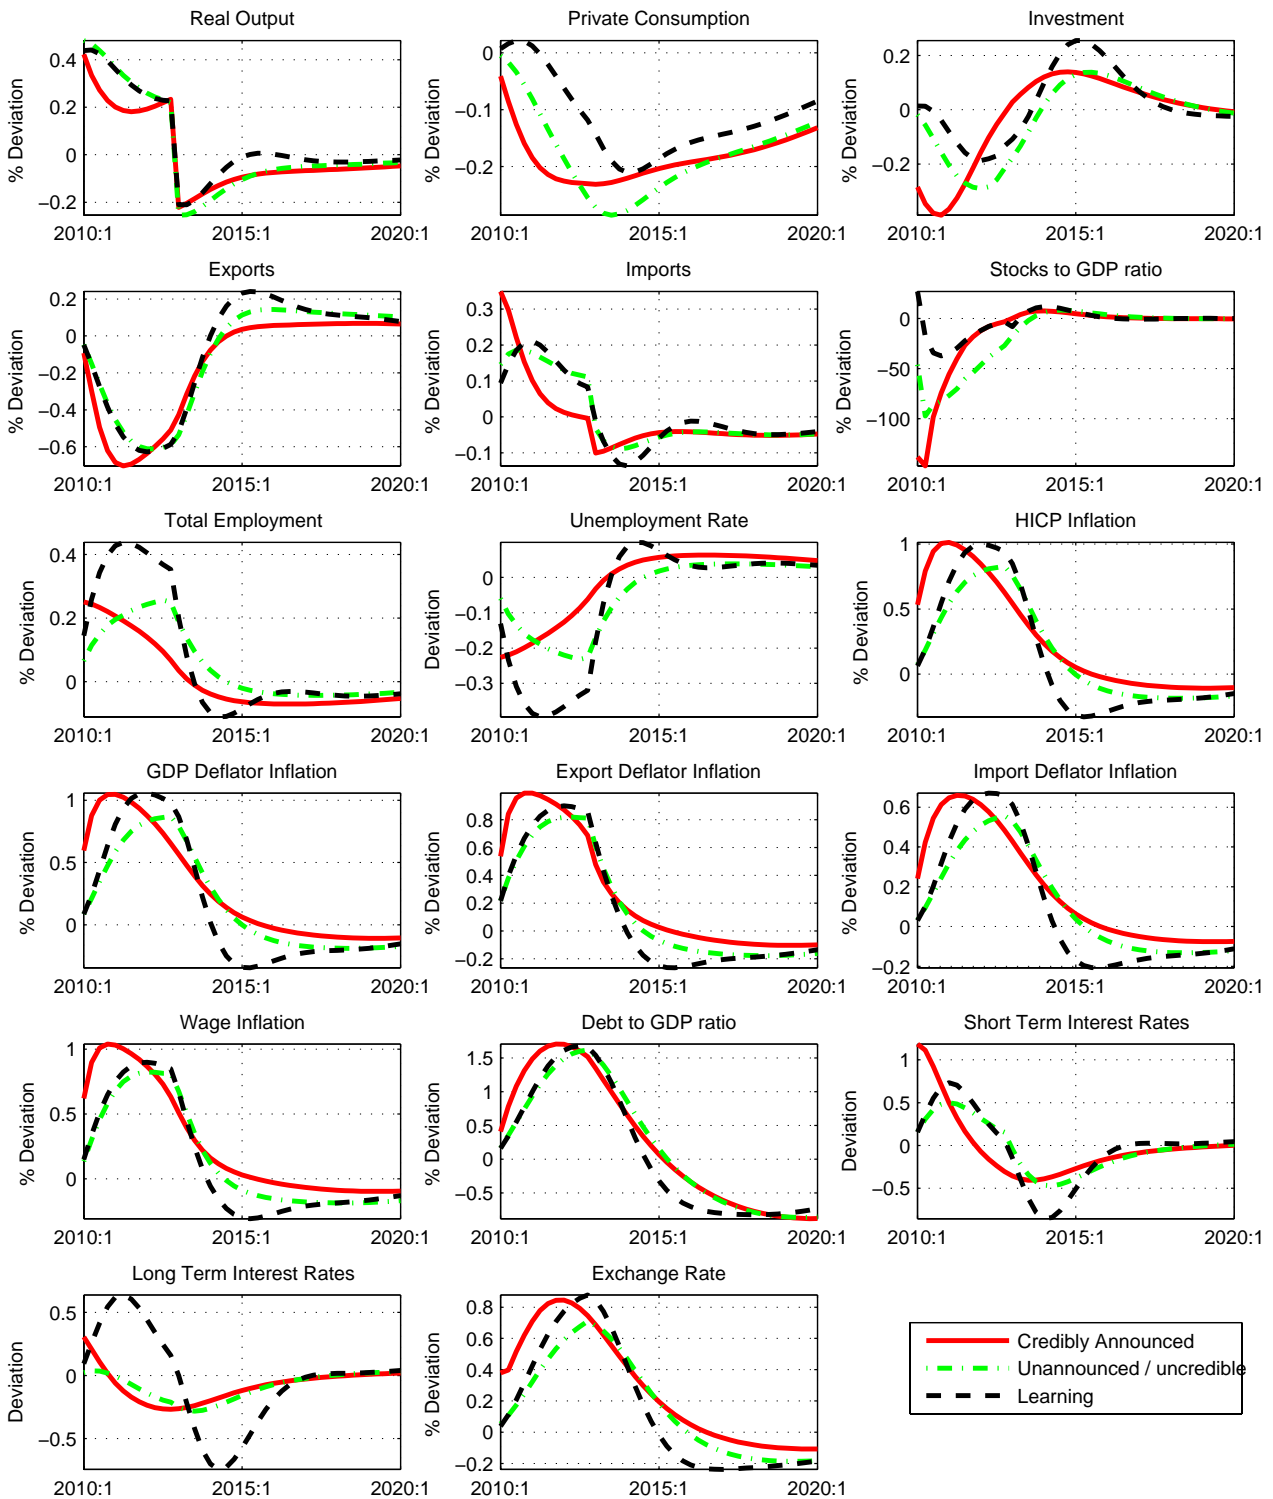 Real Output
% Deviation
0.4
0.2
0
−0.2
2010:1 2015:1 2020:1
Private Consumption
% Deviation
0
−0.1
−0.2
2010:1 2015:1 2020:1
Investment
% Deviation
0.2
0
−0.2
2010:1 2015:1 2020:1
Exports
% Deviation
0.2
0
−0.2
−0.4
−0.6
2010:1 2015:1 2020:1
Imports
% Deviation
0.3
0.2
0.1
0
−0.1
2010:1 2015:1 2020:1
Stocks to GDP ratio
% Deviation
0
−50
−100
2010:1 2015:1 2020:1
Total Employment
% Deviation
0.4
0.2
0
2010:1 2015:1 2020:1
Unemployment Rate
Deviation
0
−0.1
−0.2
−0.3
2010:1 2015:1 2020:1
HICP Inflation
% Deviation
1
0.5
0
2010:1 2015:1 2020:1
GDP Deflator Inflation
% Deviation
1
0.5
0
2010:1 2015:1 2020:1
Export Deflator Inflation
% Deviation
0.8
0.6
0.4
0.2
0
−0.2
2010:1 2015:1 2020:1
Import Deflator Inflation
% Deviation
0.6
0.4
0.2
0
−0.2
2010:1 2015:1 2020:1
Wage Inflation
% Deviation
1
0.5
0
2010:1 2015:1 2020:1
Debt to GDP ratio
% Deviation
1.5
1
0.5
0
−0.5
2010:1 2015:1 2020:1
Short Term Interest Rates
Deviation
1
0.5
0
−0.5
2010:1 2015:1 2020:1
Long Term Interest Rates
Deviation
0.5
0
−0.5
2010:1 2015:1 2020:1
Exchange Rate
% Deviation
0.8
0.6
0.4
0.2
0
−0.2
2010:1 2015:1 2020:1
Credibly Announced
Unannounced / uncredible
Learning